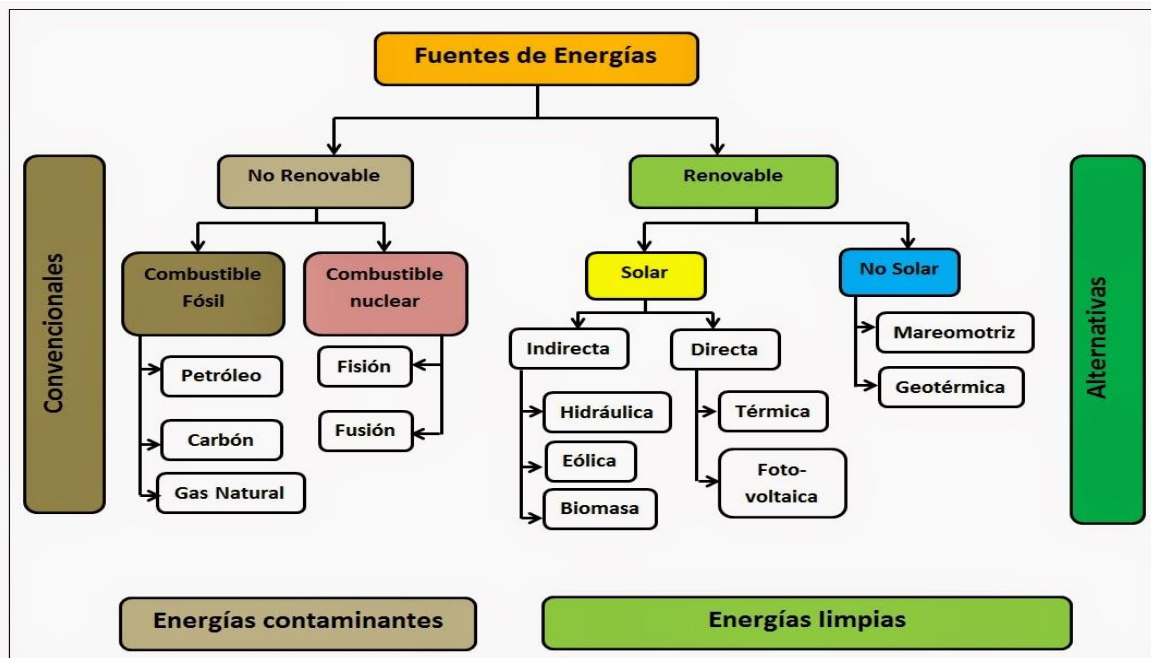 Fuentes de Energías
No Renovable
Renovable
Convencionales
Alternativas
Combustible
Fósil
Combustible
nuclear
Solar
No Solar
Petróleo
Carbón
Gas Natural
Fisión
Fusión
Indirecta
Directa
Hidráulica
Eólica
Biomasa
Térmica
Foto-
voltaica
Mareomotriz
Geotérmica
Energías contaminantes
Energías limpias